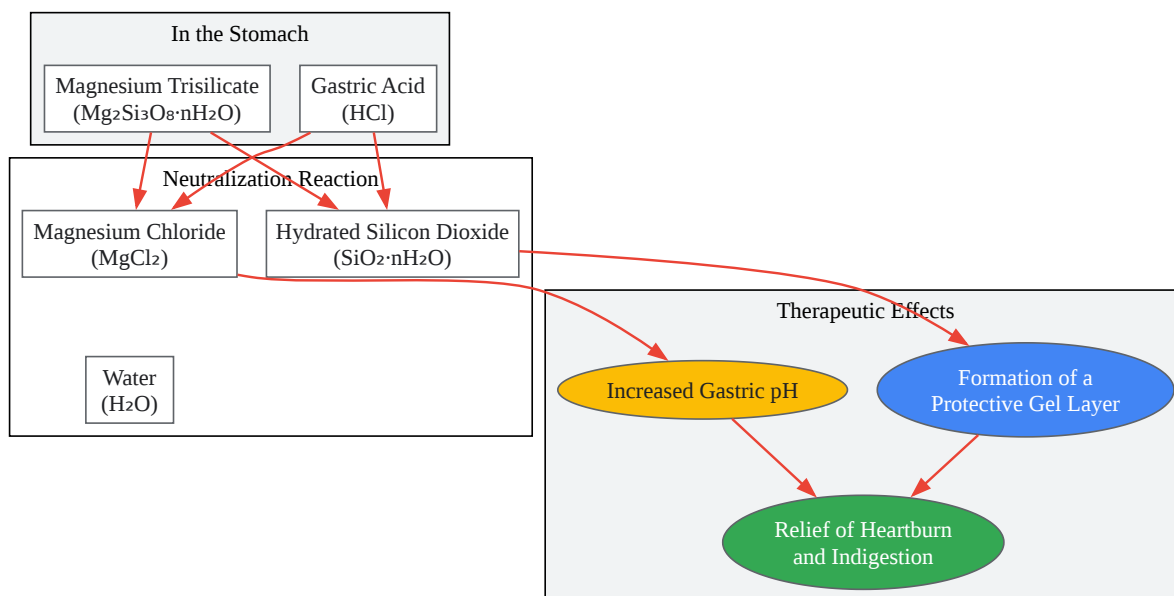 In the Stomach
Magnesium Trisilicate
(Mg₂Si₃O₈·nH₂O)
Gastric Acid
(HCl)
Neutralization Reaction
Magnesium Chloride
(MgCl₂)
Hydrated Silicon Dioxide
(SiO₂·nH₂O)
Water
(H₂O)
Therapeutic Effects
Increased Gastric pH
Formation of a
Protective Gel Layer
Relief of Heartburn
and Indigestion